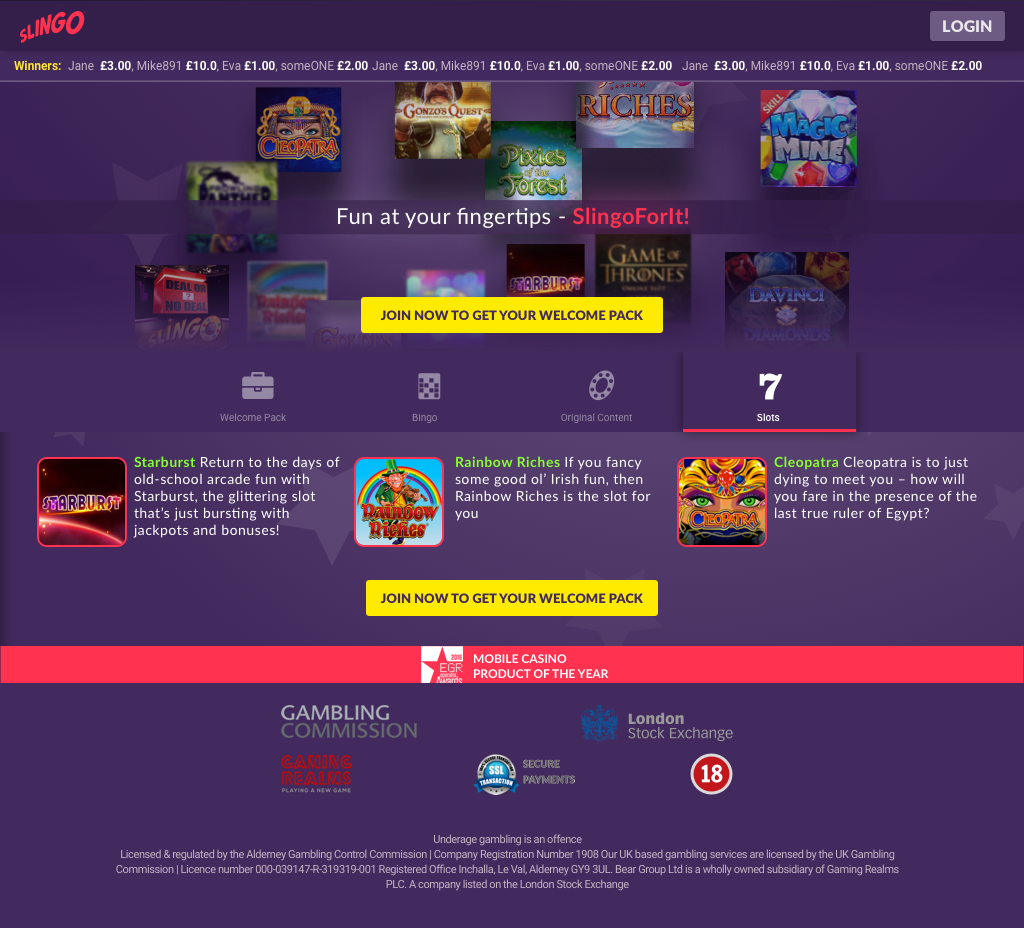 SLINGO
LOGIN
Winners: Jane £3.00, Mike891 £10.0, Eva £1.00, someONE £2.00 Jane £3.00, Mike891 £10.0, Eva £1.00, someONE £2.00 Jane £3.00, Mike891 £10.0, Eva £1.00, someONE £2.00
CLEOPATRA
GONZO'S QUEST
RICHES
Pixies
of the
Forest
SKILL
MAGIC
MINE
PANTHER
Fun at your fingertips - SlingoForIt!
DEAL OR
?
NO DEAL
SLINGO
Rainbow
Riches
STARBURST
GAME OF
THRONES
ONLINE SLOT
DAVINCI
DIAMONDS
JOIN NOW TO GET YOUR WELCOME PACK
7
Welcome Pack
Bingo
Original Content
Slots
STARBURST
Starburst Return to the days of
old-school arcade fun with
Starburst, the glittering slot
that's just bursting with
jackpots and bonuses!
Rainbow
Riches
Rainbow Riches If you fancy
some good ol' Irish fun, then
Rainbow Riches is the slot for
you
CLEOPATRA
Cleopatra Cleopatra is to just
dying to meet you – how will
you fare in the presence of the
last true ruler of Egypt?
JOIN NOW TO GET YOUR WELCOME PACK
2016
EGR
Awards
MOBILE CASINO
PRODUCT OF THE YEAR
GAMBLING
COMMISSION
London
Stock Exchange
GAMING
REALMS
PLAYING A NEW GAME
SSL
TRANSACTION
SECURE
PAYMENTS
18
Underage gambling is an offence
Licensed & regulated by the Alderney Gambling Control Commission | Company Registration Number 1908 Our UK based gambling services are licensed by the UK Gambling
Commission | Licence number 000-039147-R-319319-001 Registered Office Inchalla, Le Val, Alderney GY9 3UL. Bear Group Ltd is a wholly owned subsidiary of Gaming Realms
PLC. A company listed on the London Stock Exchange